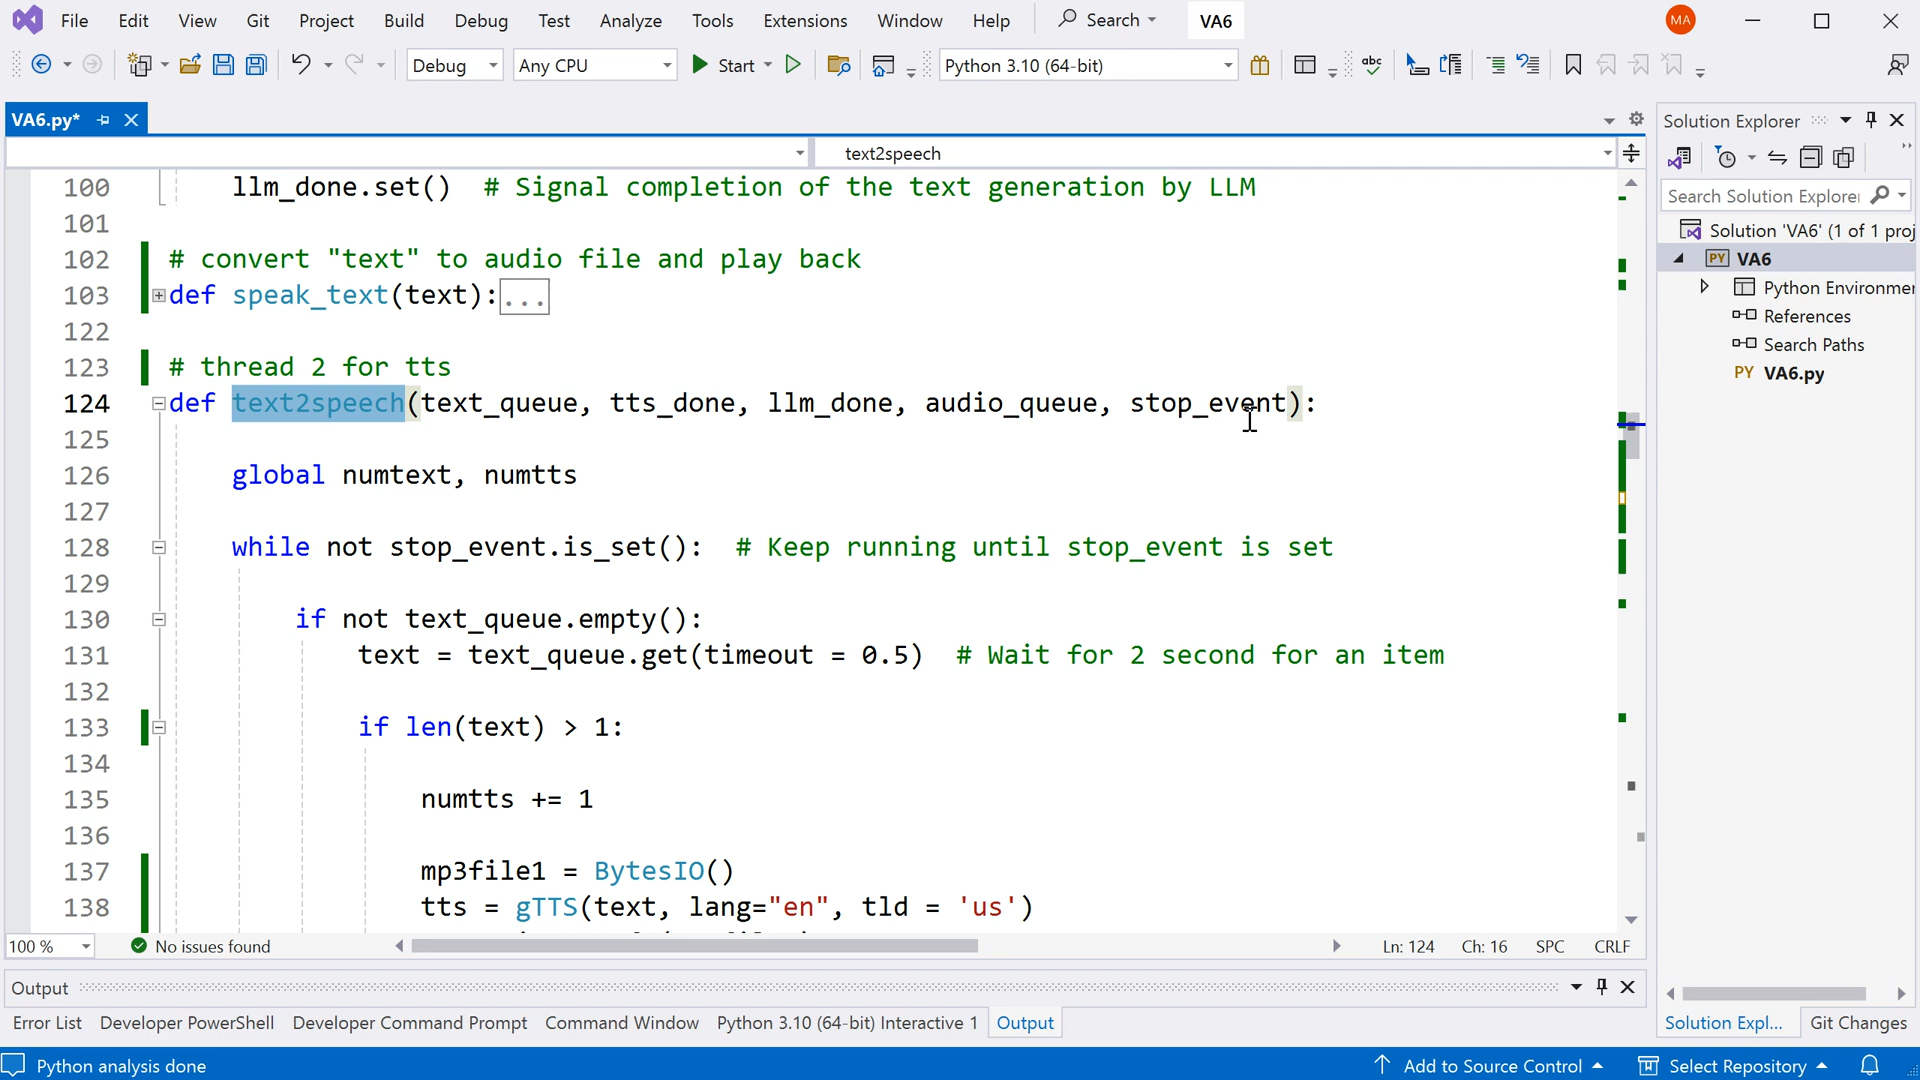 File Edit View Git Project Build Debug Test Analyze Tools Extensions Window Help Search VA6 MA
Debug Any CPU Start Python 3.10 (64-bit) abc
VA6.py*
text2speech
100 llm_done.set() # Signal completion of the text generation by LLM
101
102 # convert "text" to audio file and play back
103 def speak_text(text):...
122
123 # thread 2 for tts
124 def text2speech(text_queue, tts_done, llm_done, audio_queue, stop_event):
125
126 global numtext, numtts
127
128 while not stop_event.is_set(): # Keep running until stop_event is set
129
130 if not text_queue.empty():
131 text = text_queue.get(timeout = 0.5) # Wait for 2 second for an item
132
133 if len(text) > 1:
134
135 numtts += 1
136
137 mp3file1 = BytesIO()
138 tts = gTTS(text, lang="en", tld = 'us')
100 % No issues found Ln: 124 Ch: 16 SPC CRLF
Output
Error List Developer PowerShell Developer Command Prompt Command Window Python 3.10 (64-bit) Interactive 1 Output
Solution Explorer
Search Solution Explorer
Solution 'VA6' (1 of 1 proj
PY VA6
Python Environmer
References
Search Paths
PY VA6.py
Solution Expl... Git Changes
Python analysis done Add to Source Control Select Repository